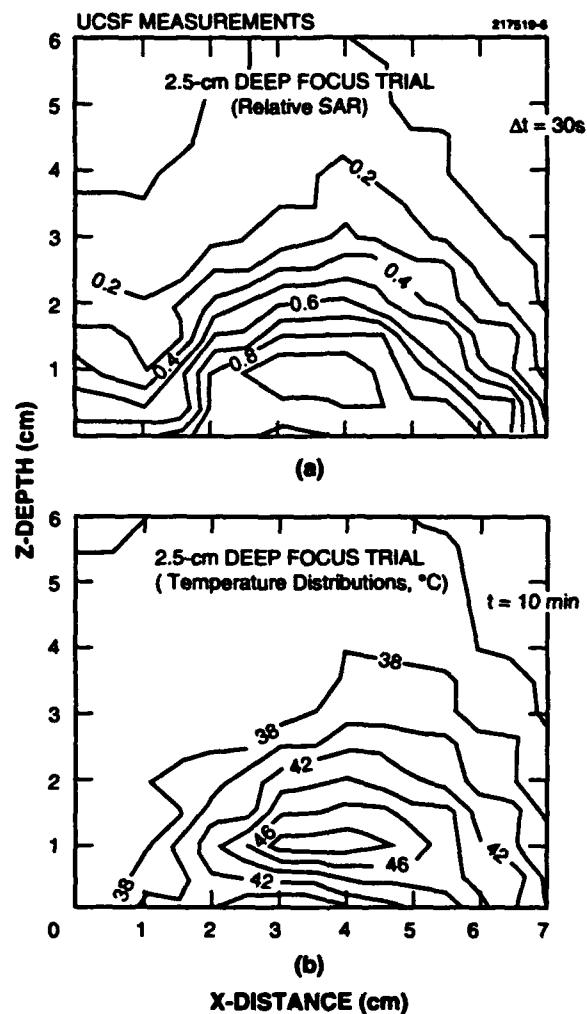 UCSF MEASUREMENTS 217519-6
6
2.5-cm DEEP FOCUS TRIAL
(Relative SAR)
Δt = 30s
5
4
0.2
3
0.2
0.4
2
0.6
0.4
0.8
1
(a)
Z-DEPTH (cm)
6
2.5-cm DEEP FOCUS TRIAL
( Temperature Distributions, °C)
t = 10 min
5
4
38
3
38
42
2
46
1
46
42
42
38
0 1 2 3 4 5 6 7
(b)
X-DISTANCE (cm)